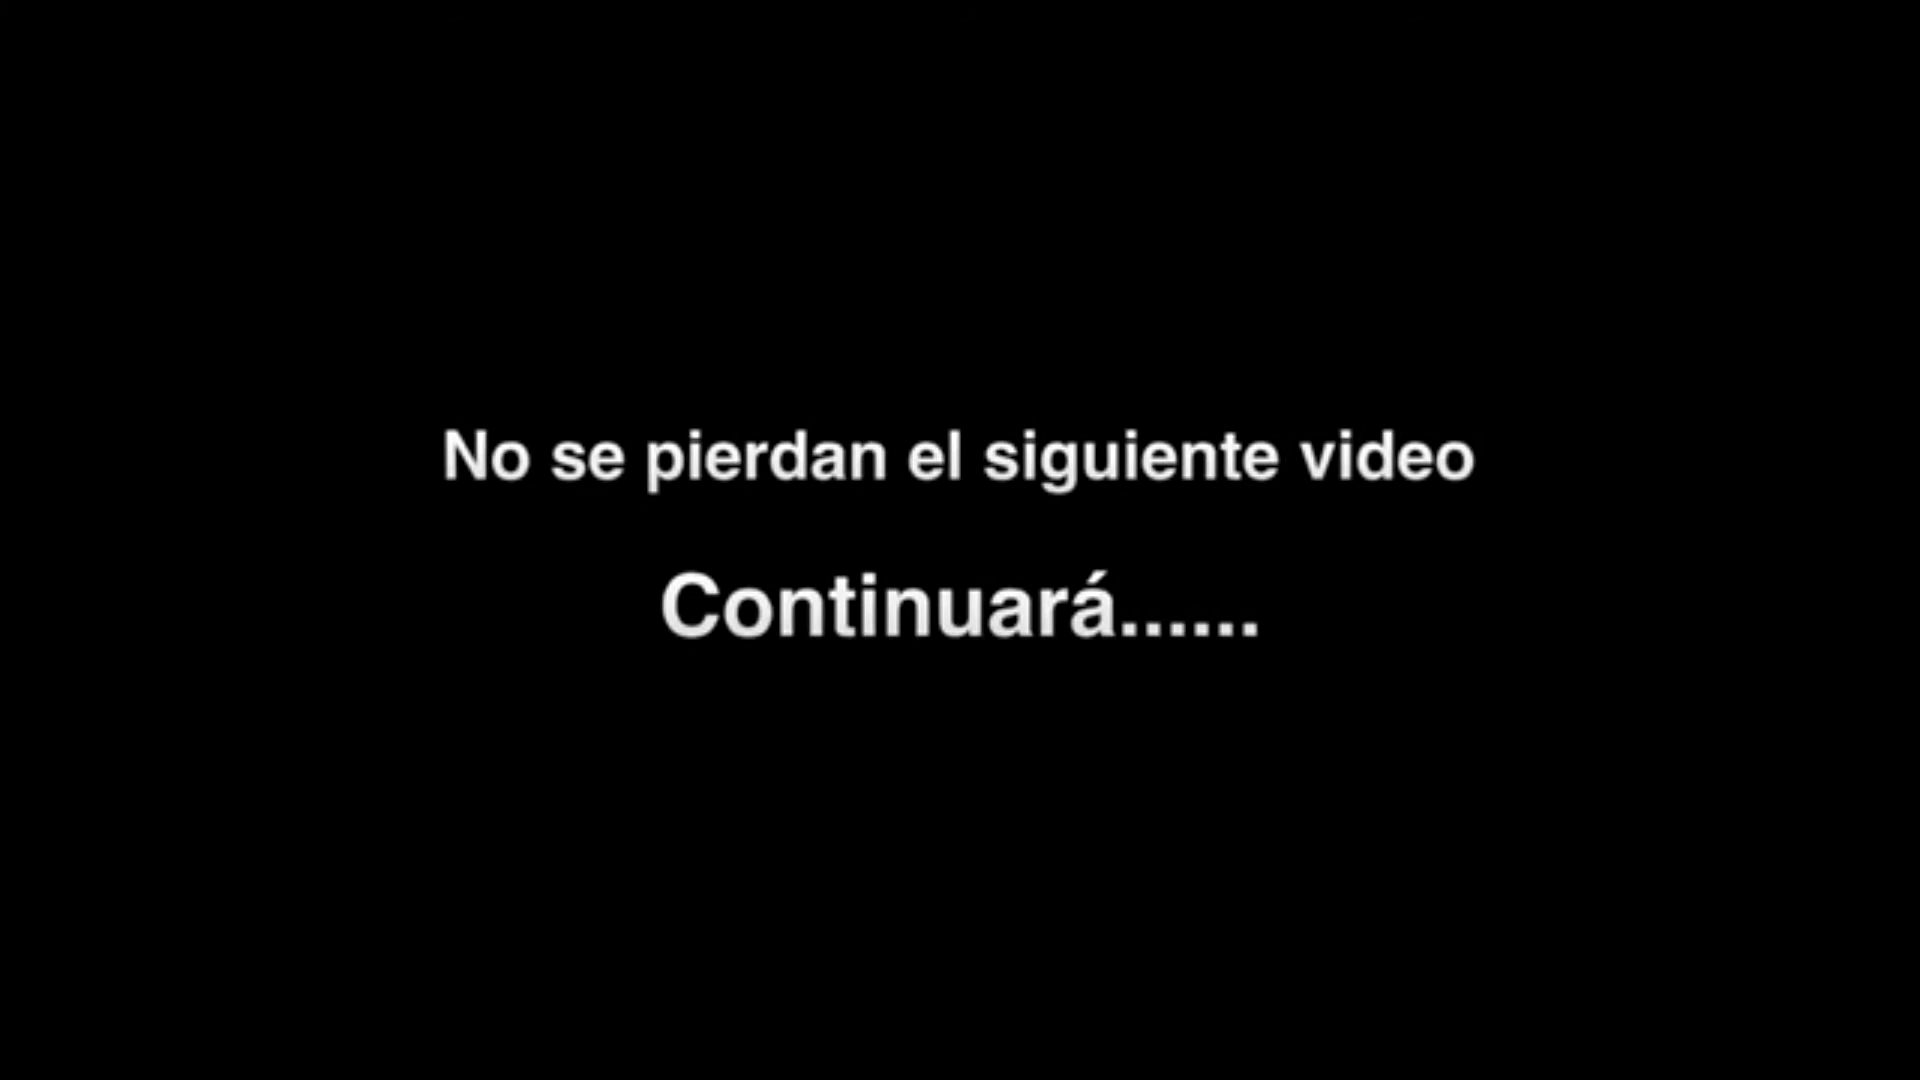 No se pierdan el siguiente video
Continuará......